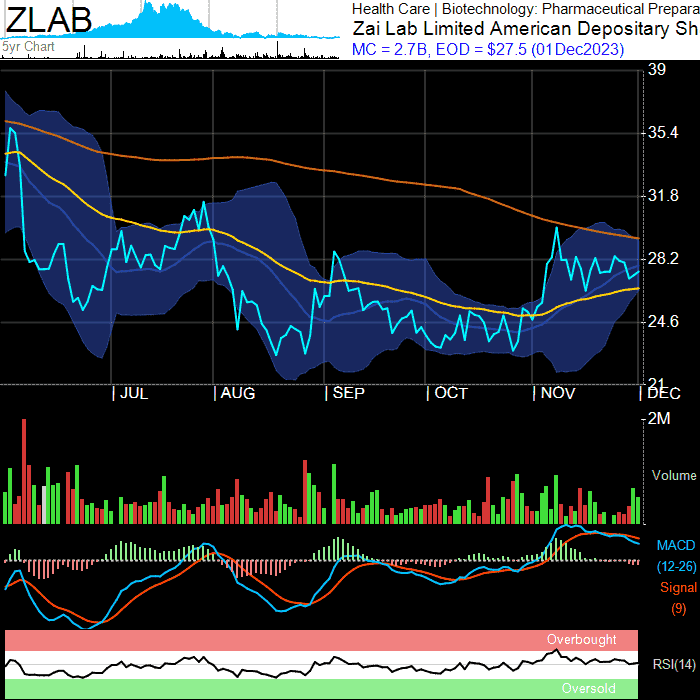 ZLAB
5yr Chart
Health Care | Biotechnology: Pharmaceutical Prepara
Zai Lab Limited American Depositary Sh
MC = 2.7B, EOD = $27.5 (01Dec2023)
39
35.4
31.8
28.2
24.6
21
| JUL | AUG | SEP | OCT | NOV | DEC
2M
Volume
MACD
(12-26)
Signal
(9)
Overbought
RSI(14)
Oversold